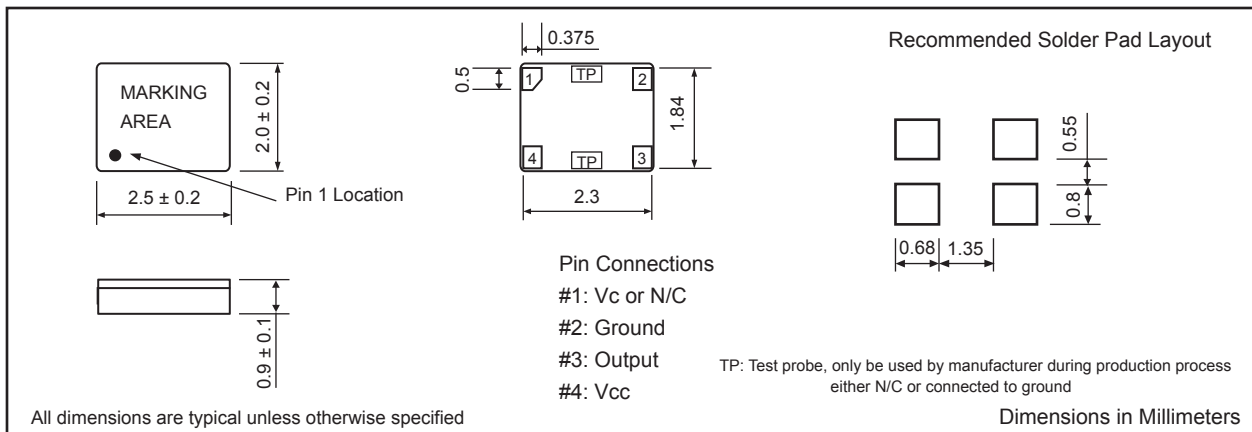 0.375
Recommended Solder Pad Layout
MARKING
AREA
2.0 ± 0.2
0.5
1
TP
2
1.84
0.55
4
TP
3
2.5 ± 0.2
Pin 1 Location
2.3
0.8
0.68
1.35
Pin Connections
#1: Vc or N/C
#2: Ground
#3: Output
#4: Vcc
0.9 ± 0.1
TP: Test probe, only be used by manufacturer during production process
either N/C or connected to ground
All dimensions are typical unless otherwise specified
Dimensions in Millimeters